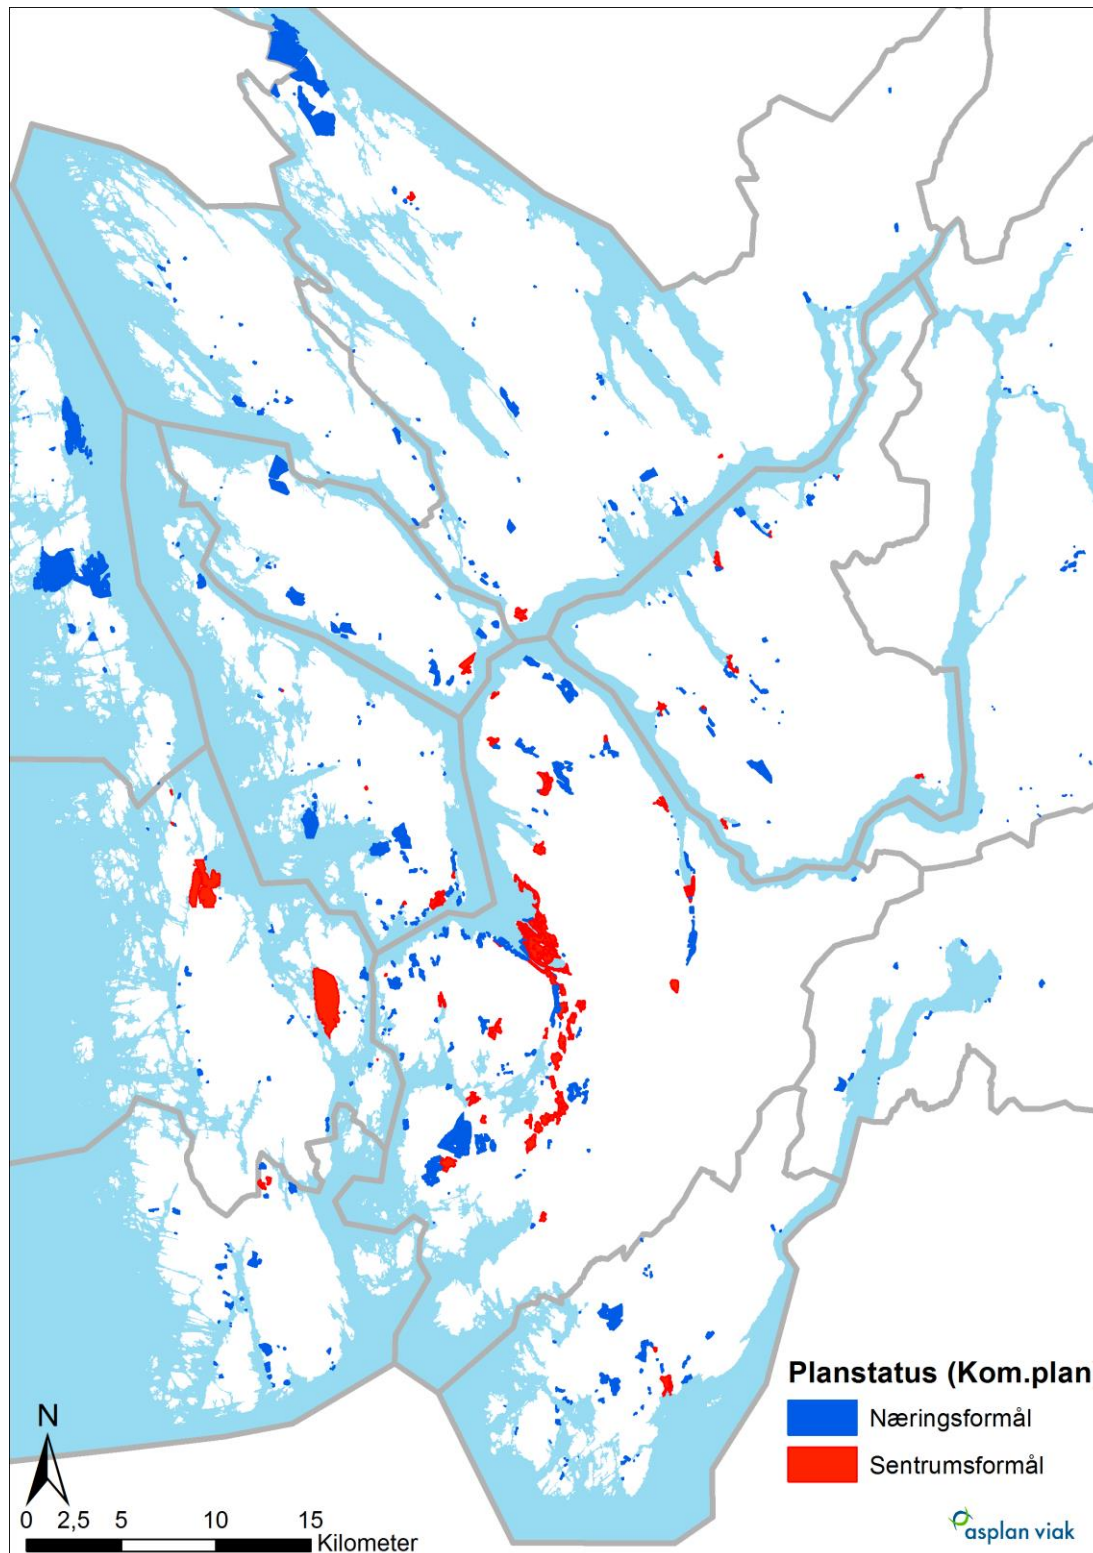 Planstatus (Kom.plan
Næringsformål
Sentrumsformål
N
0 2,5 5 10 15
Kilometer
asplan viak